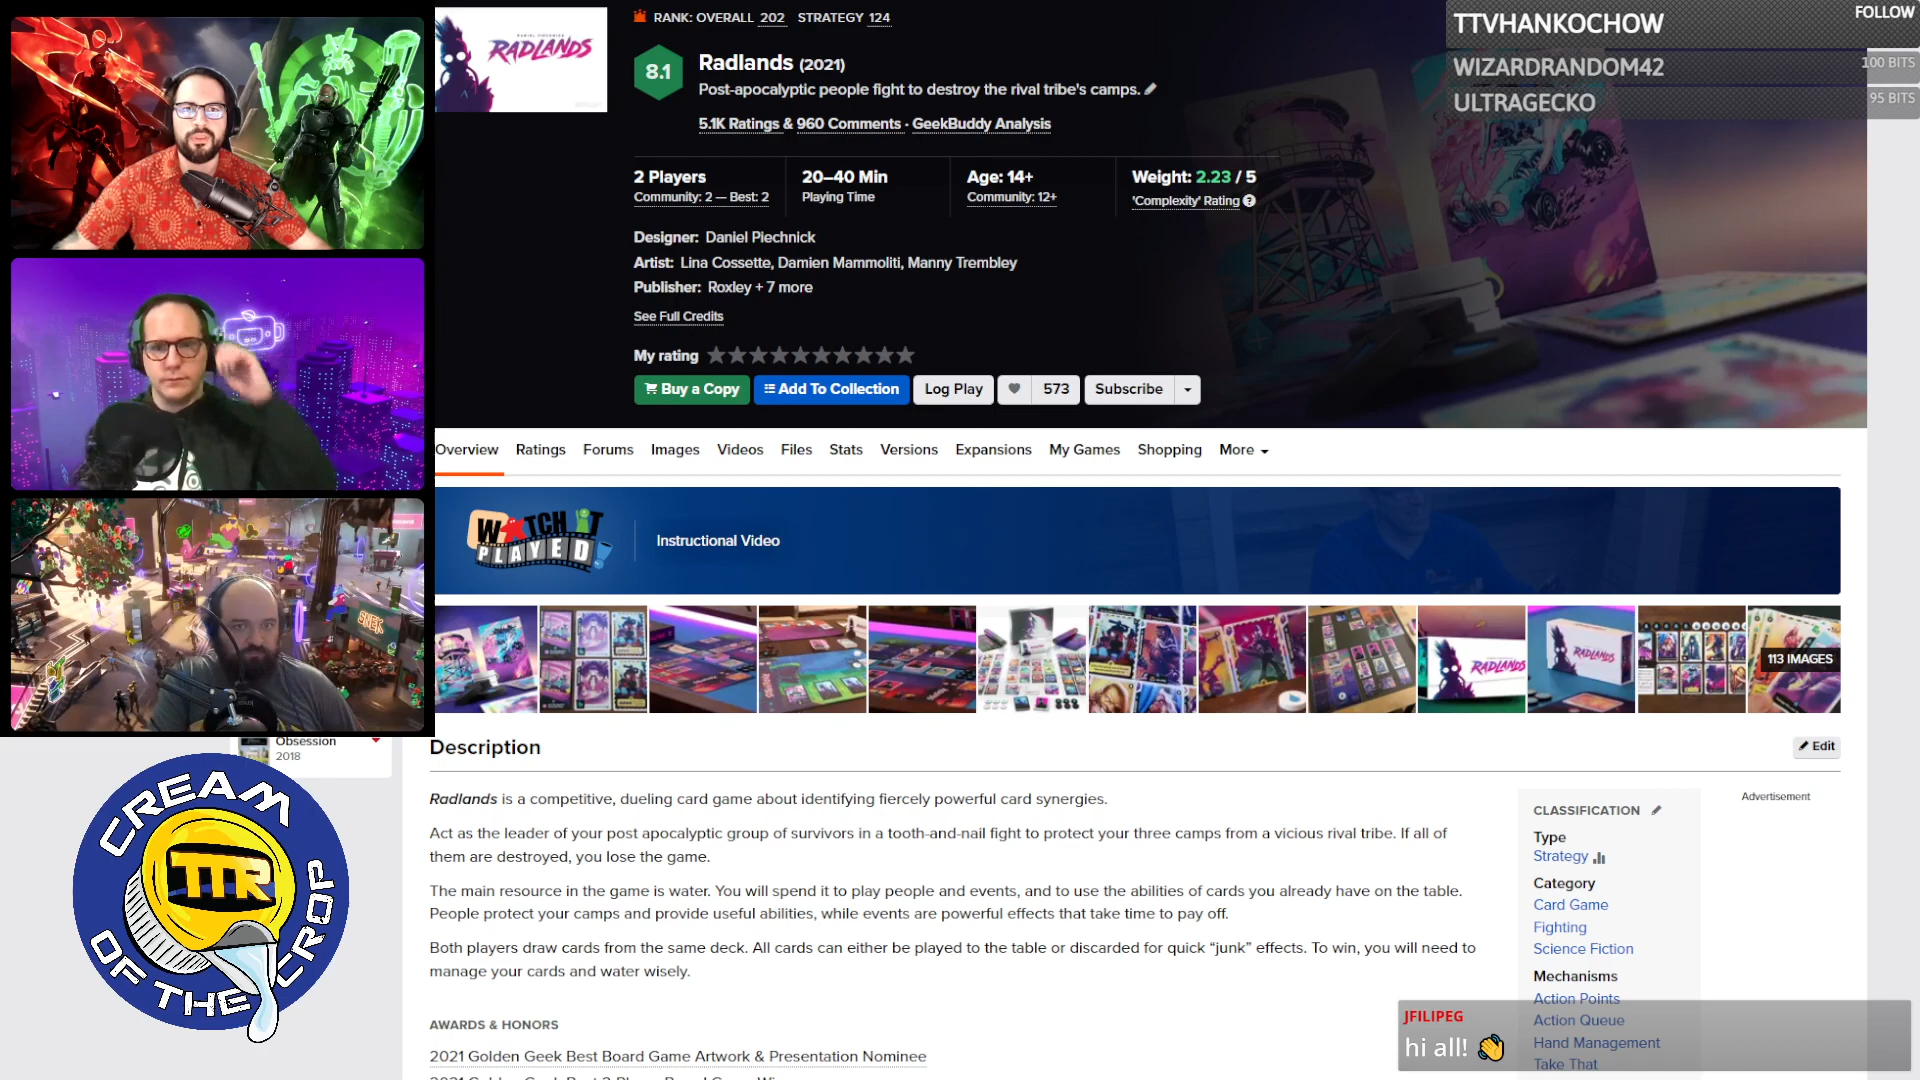 RANK: OVERALL 202 STRATEGY 124
DANIEL PIECHNICK
RADLANDS
8.1
Radlands (2021)
Post-apocalyptic people fight to destroy the rival tribe's camps.
5.1K Ratings & 960 Comments · GeekBuddy Analysis
2 Players
Community: 2 — Best: 2
20–40 Min
Playing Time
Age: 14+
Community: 12+
Weight: 2.23 / 5
'Complexity' Rating
Designer: Daniel Piechnick
Artist: Lina Cossette, Damien Mammoliti, Manny Trembley
Publisher: Roxley + 7 more
See Full Credits
My rating
Buy a Copy
Add To Collection
Log Play
573
Subscribe
TTVHANKOCHOW FOLLOW
WIZARDRANDOM42 100 BITS
ULTRAGECKO 95 BITS
Overview Ratings Forums Images Videos Files Stats Versions Expansions My Games Shopping More
WATCH IT
PLAYED
Instructional Video
SNEK
RADLANDS
RADLANDS
113 IMAGES
Obsession
2018
CREAM
OF THE CROP
TTR
Description
Edit
Radlands is a competitive, dueling card game about identifying fiercely powerful card synergies.
Act as the leader of your post apocalyptic group of survivors in a tooth-and-nail fight to protect your three camps from a vicious rival tribe. If all of
them are destroyed, you lose the game.
The main resource in the game is water. You will spend it to play people and events, and to use the abilities of cards you already have on the table.
People protect your camps and provide useful abilities, while events are powerful effects that take time to pay off.
Both players draw cards from the same deck. All cards can either be played to the table or discarded for quick “junk” effects. To win, you will need to
manage your cards and water wisely.
AWARDS & HONORS
2021 Golden Geek Best Board Game Artwork & Presentation Nominee
CLASSIFICATION
Type
Strategy
Category
Card Game
Fighting
Science Fiction
Mechanisms
Action Points
Action Queue
Hand Management
Take That
Advertisement
JFILIPEG
hi all! 👋